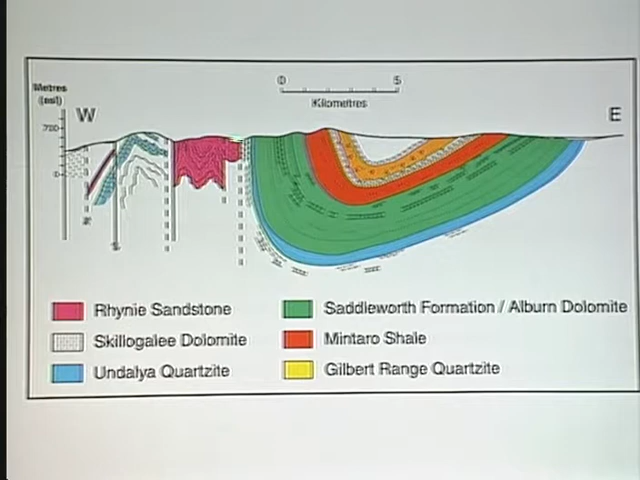 0 5
Kilometres
Metres
(asl)
W
E
700
0
Rhynie Sandstone
Saddleworth Formation / Alburn Dolomite
Skillogalee Dolomite
Mintaro Shale
Undalya Quartzite
Gilbert Range Quartzite